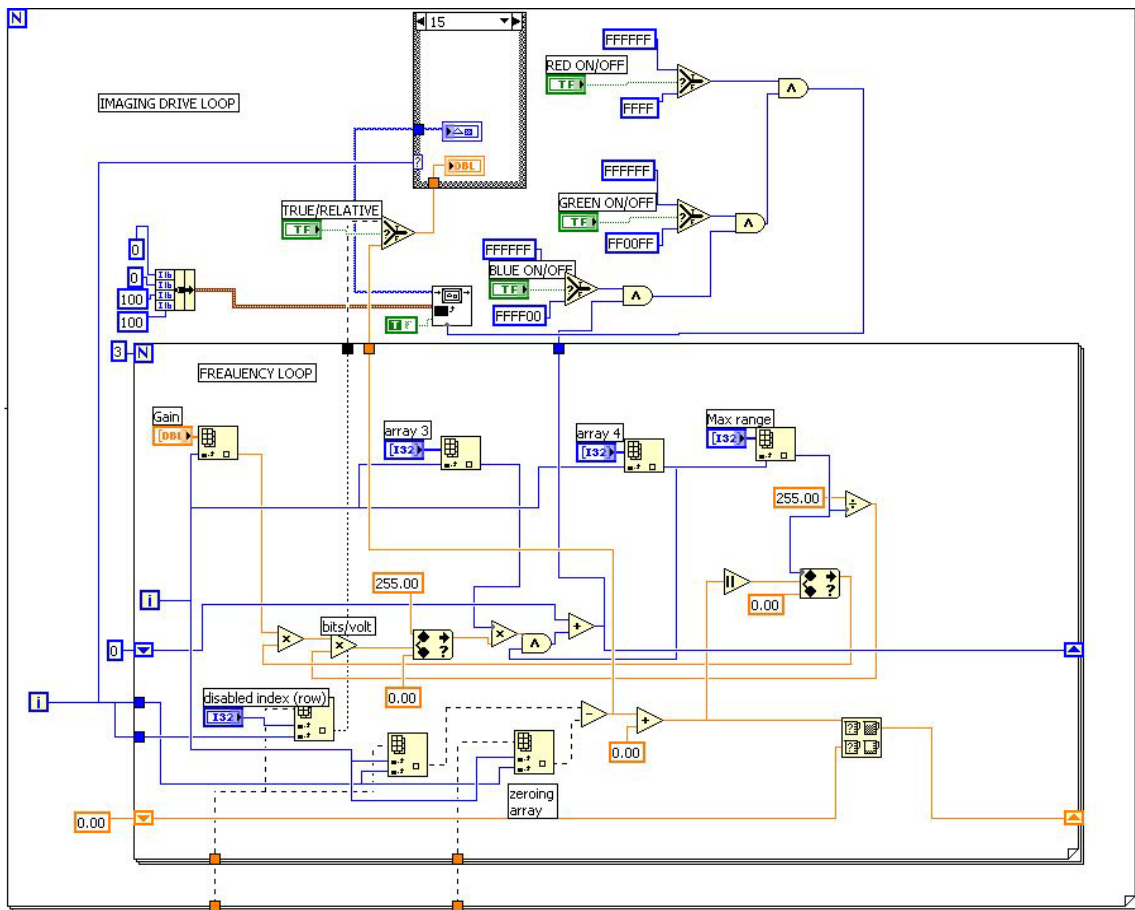 N
15
FFFFFF
RED ON/OFF
TF
FFFF
IMAGING DRIVE LOOP
?
DBL
FFFFFF
GREEN ON/OFF
TF
FF00FF
TRUE/RELATIVE
TF
FFFFFF
BLUE ON/OFF
TF
FFFF00
0
0
100
100
T
3
N
FREAUENCY LOOP
Gain
[DBL]
array 3
[I32]
array 4
[I32]
Max range
[I32]
255.00
255.00
0.00
i
bits/volt
0
0.00
i
disabled index (row)
I32
0.00
zeroing
array
0.00